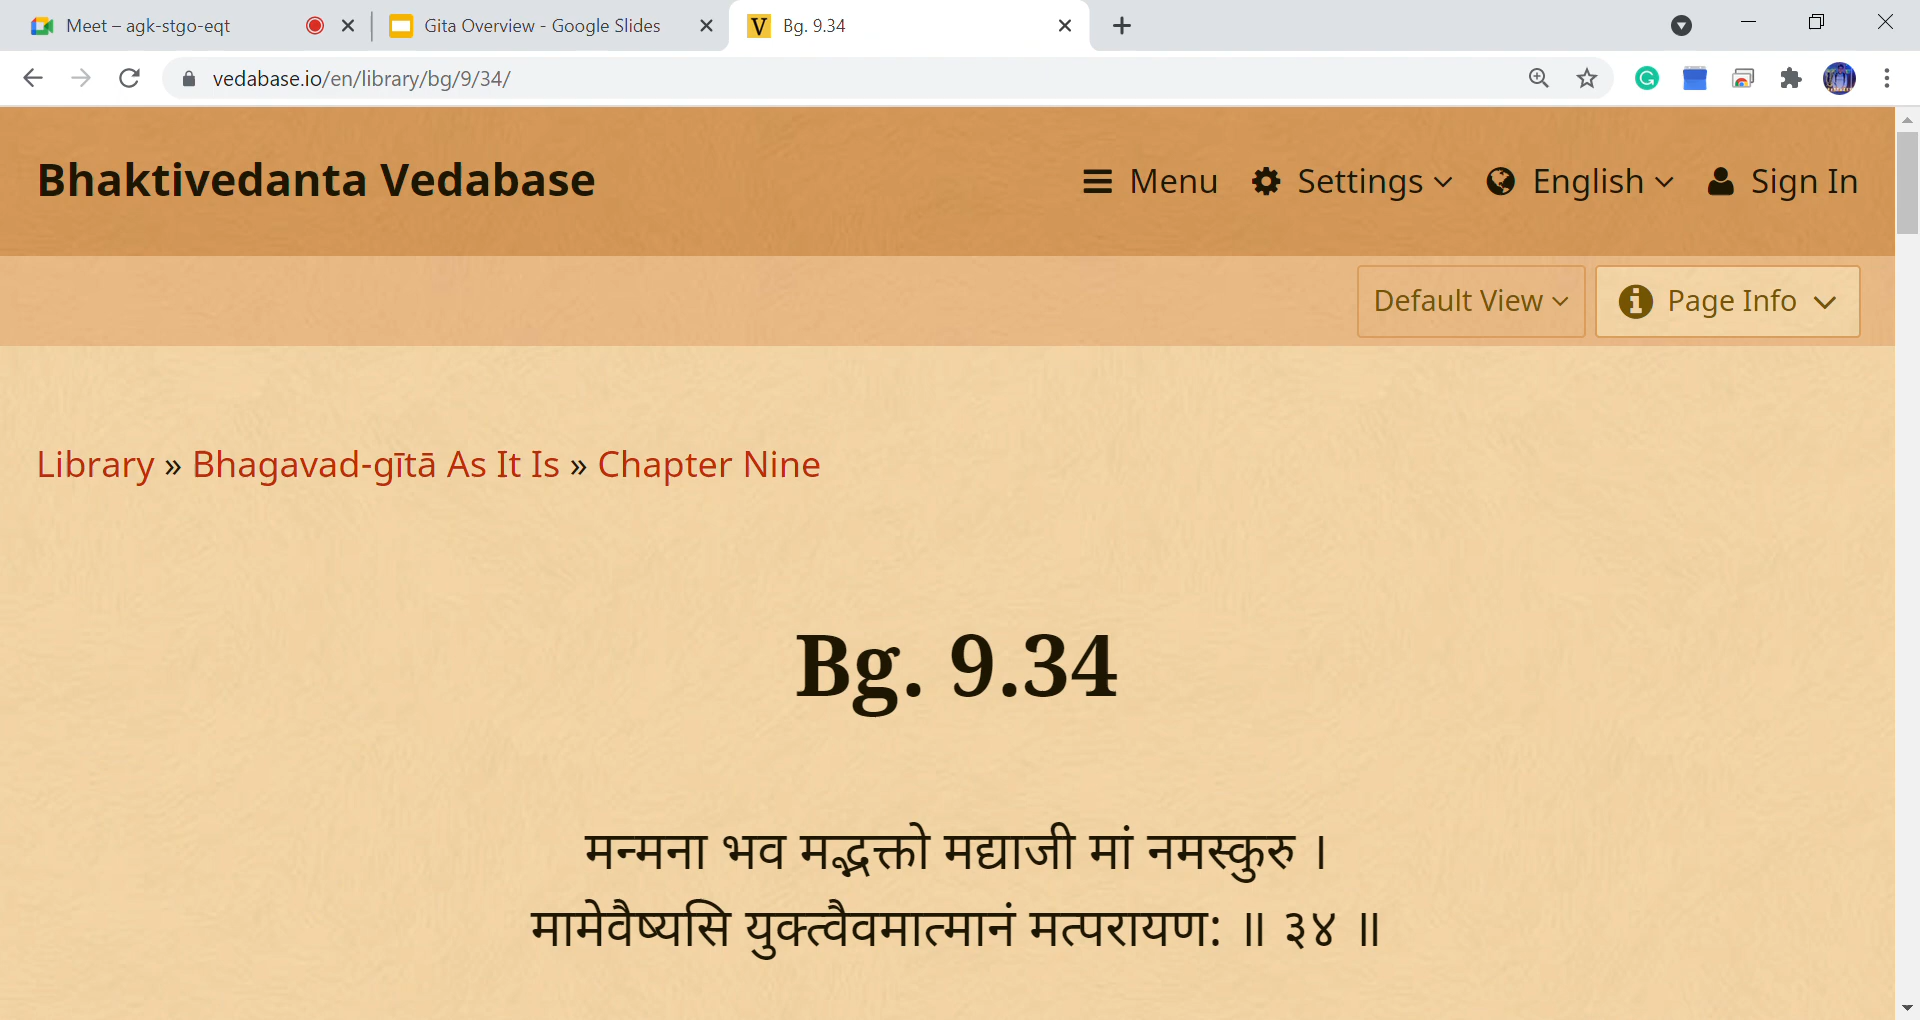 Meet – agk-stgo-eqt
Gita Overview - Google Slides
V Bg. 9.34
vedabase.io/en/library/bg/9/34/
Bhaktivedanta Vedabase
Menu Settings English Sign In
Default View Page Info
Library » Bhagavad-gītā As It Is » Chapter Nine
Bg. 9.34
मन्मना भव मद्भक्तो मद्याजी मां नमस्कुरु ।
मामेवैष्यसि युक्त्वैवमात्मानं मत्परायण: ॥ ३४ ॥